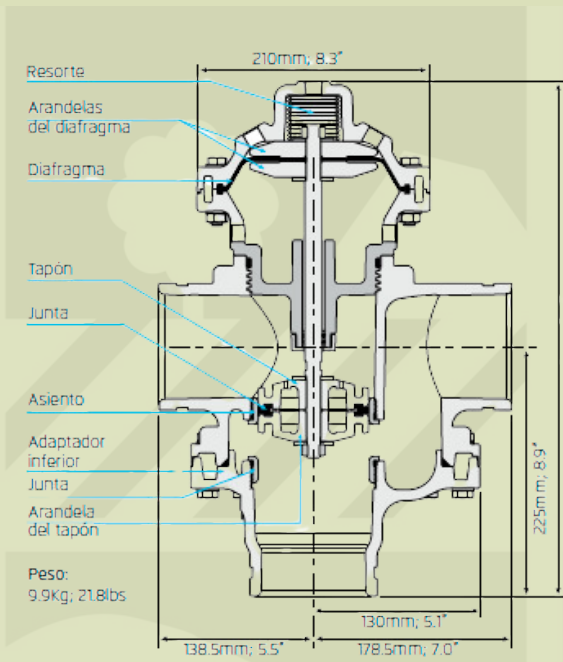 210mm; 8.3"
Resorte
Arandelas
del diafragma
Diafragma
Tapón
Junta
Asiento
Adaptador
inferior
Junta
Arandela
del tapón
Peso:
9.9Kg; 21.8lbs
225mm; 8.9"
130mm; 5.1"
138.5mm; 5.5"
178.5mm; 7.0"